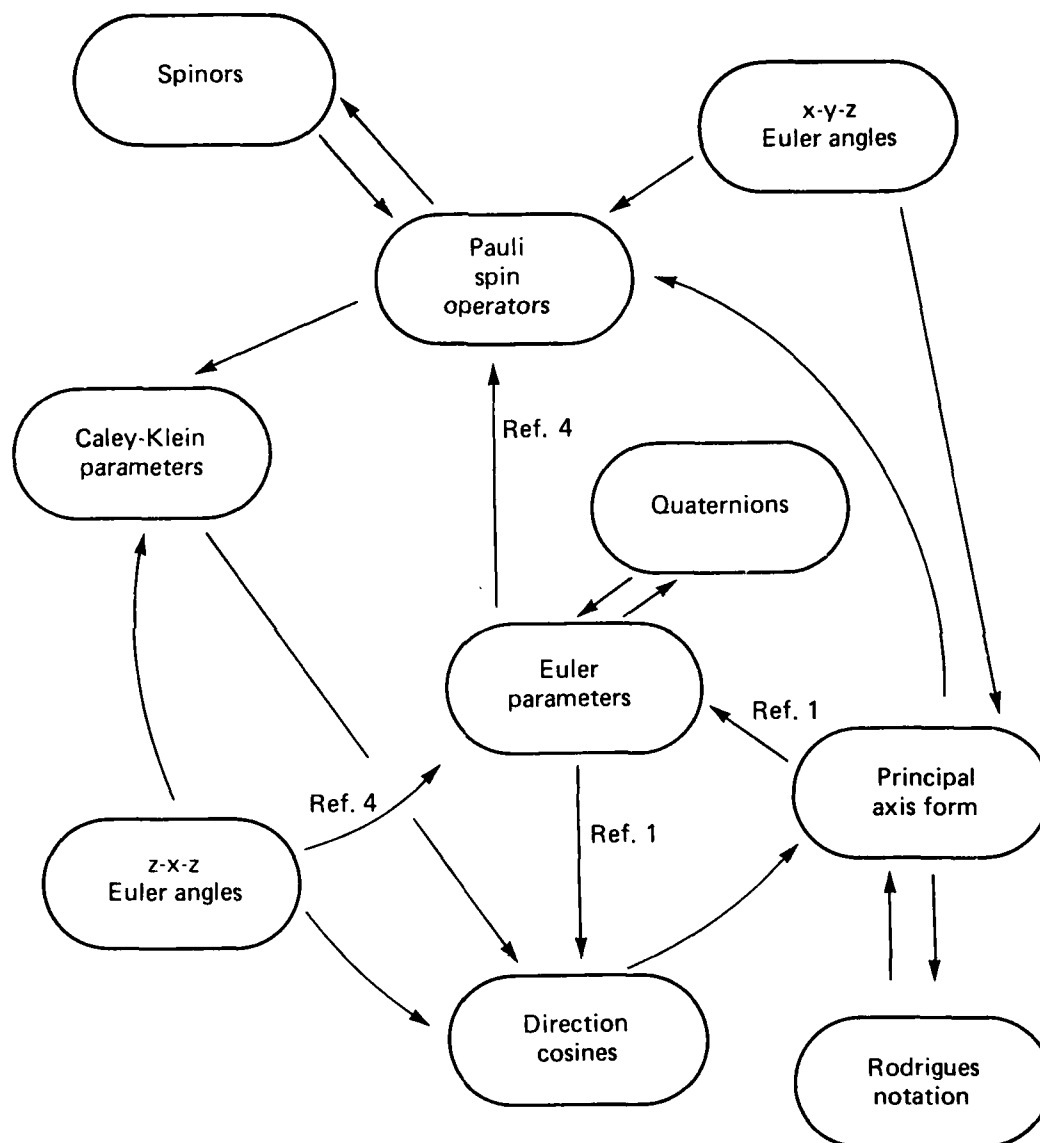 Spinors
x-y-z
Euler angles
Pauli
spin
operators
Caley-Klein
parameters
Ref. 4
Quaternions
Euler
parameters
Ref. 1
Principal
axis form
Ref. 4
Ref. 1
z-x-z
Euler angles
Direction
cosines
Rodrigues
notation